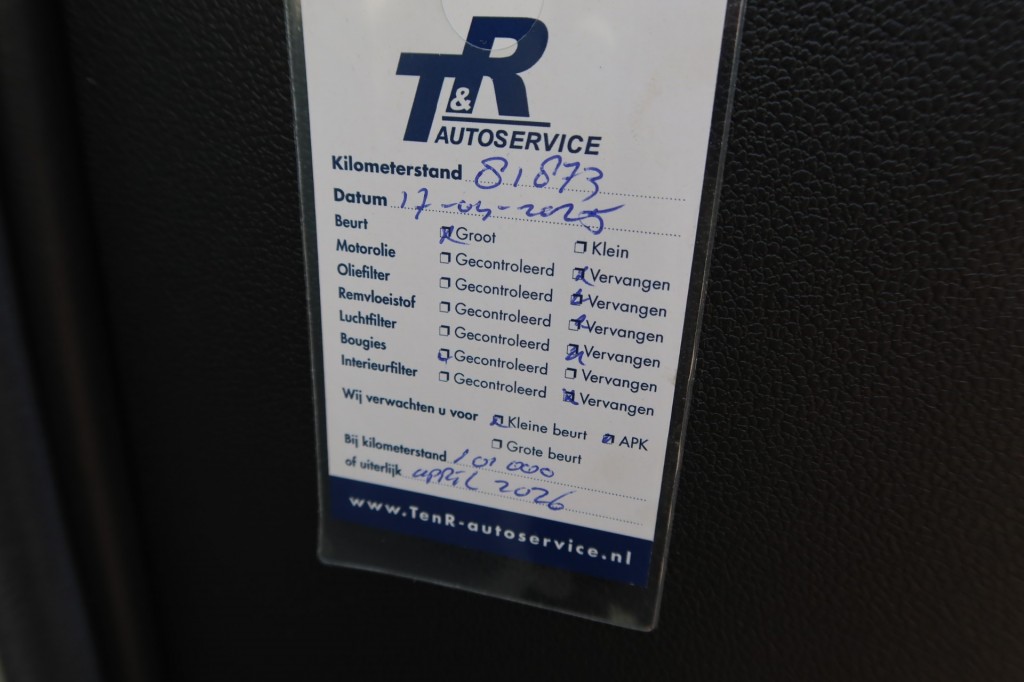 T&R
AUTOSERVICE
Kilometerstand 81873
Datum 17-04-2025
Beurt Groot Klein
Motorolie Gecontroleerd Vervangen
Oliefilter Gecontroleerd Vervangen
Remvloeistof Gecontroleerd Vervangen
Luchtfilter Gecontroleerd Vervangen
Bougies Gecontroleerd Vervangen
Interieurfilter Gecontroleerd Vervangen
Wij verwachten u voor Kleine beurt APK
Grote beurt
Bij kilometerstand 101000
of uiterlijk april 2026
www.TenR-autoservice.nl